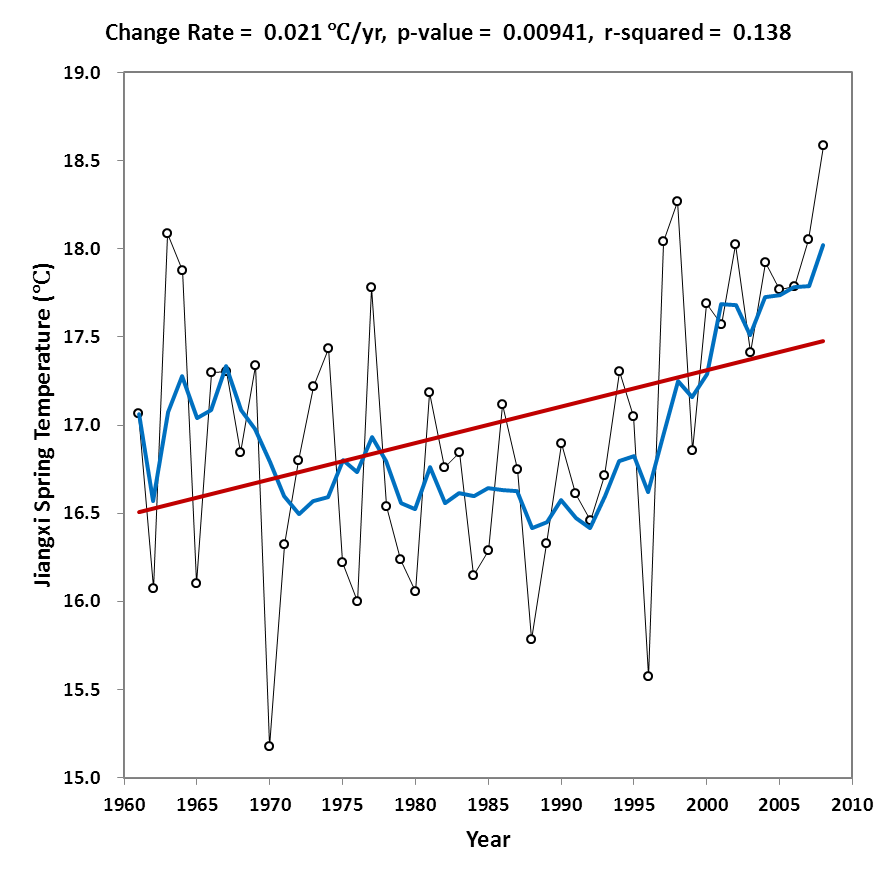 Change Rate = 0.021 ℃/yr, p-value = 0.00941, r-squared = 0.138
19.0
18.5
18.0
17.5
17.0
16.5
16.0
15.5
15.0
Jiangxi Spring Temperature (℃)
1960 1965 1970 1975 1980 1985 1990 1995 2000 2005 2010
Year